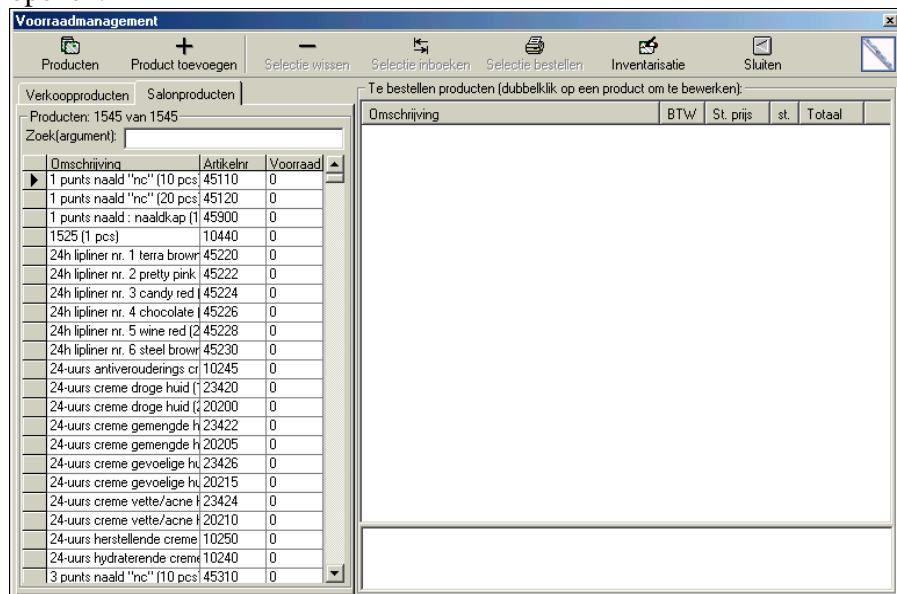 Voorraadmanagement
Producten Product toevoegen Selectie wissen Selectie inboeken Selectie bestellen Inventarisatie Sluiten
Verkoopproducten Salonproducten
Producten: 1545 van 1545
Zoek(argument):
Omschrijving Artikelnr Voorraad
1 punts naald "nc" (10 pcs) 45110 0
1 punts naald "nc" (20 pcs) 45120 0
1 punts naald : naaldkap (1 45900 0
1525 (1 pcs) 10440 0
24h lipliner nr. 1 terra brown 45220 0
24h lipliner nr. 2 pretty pink 45222 0
24h lipliner nr. 3 candy red ( 45224 0
24h lipliner nr. 4 chocolate ( 45226 0
24h lipliner nr. 5 wine red (2 45228 0
24h lipliner nr. 6 steel brown 45230 0
24-uurs antiverouderings cr 10245 0
24-uurs creme droge huid ( 23420 0
24-uurs creme droge huid (2 20200 0
24-uurs creme gemengde h 23422 0
24-uurs creme gemengde h 20205 0
24-uurs creme gevoelige hu 23426 0
24-uurs creme gevoelige hu 20215 0
24-uurs creme vette/acne h 23424 0
24-uurs creme vette/acne h 20210 0
24-uurs herstellende creme 10250 0
24-uurs hydraterende creme 10240 0
3 punts naald "nc" (10 pcs) 45310 0
Te bestellen producten (dubbelklik op een product om te bewerken):
Omschrijving BTW St. prijs st. Totaal